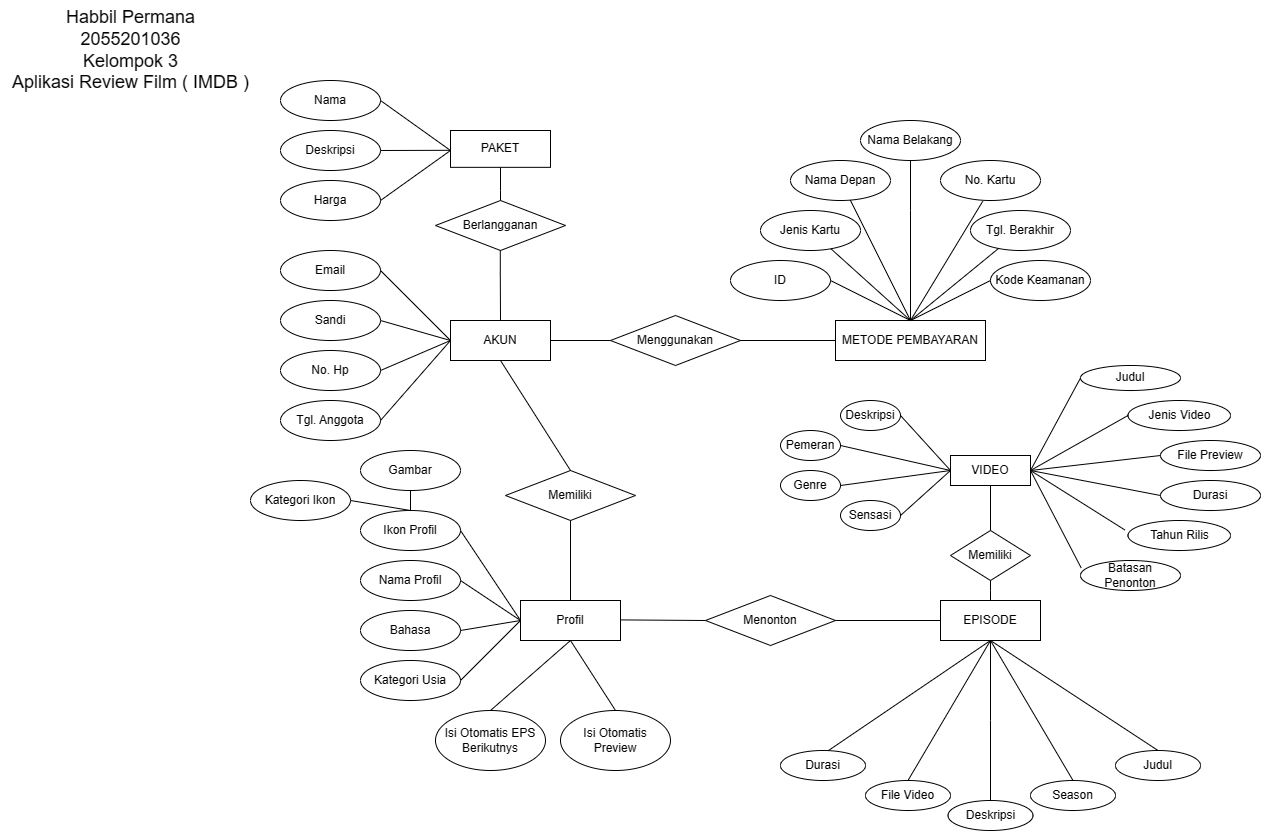 Habbil Permana
2055201036
Kelompok 3
Aplikasi Review Film ( IMDB )
Nama
Deskripsi
Harga
PAKET
Berlangganan
Email
Sandi
No. Hp
Tgl. Anggota
AKUN
Menggunakan
Nama Belakang
Nama Depan
No. Kartu
Jenis Kartu
Tgl. Berakhir
ID
Kode Keamanan
METODE PEMBAYARAN
Judul
Deskripsi
Jenis Video
Pemeran
File Preview
VIDEO
Genre
Durasi
Sensasi
Tahun Rilis
Memiliki
Batasan
Penonton
Gambar
Kategori Ikon
Memiliki
Ikon Profil
Nama Profil
Bahasa
Kategori Usia
Profil
Menonton
EPISODE
Isi Otomatis EPS
Berikutnys
Isi Otomatis
Preview
Durasi
File Video
Deskripsi
Season
Judul